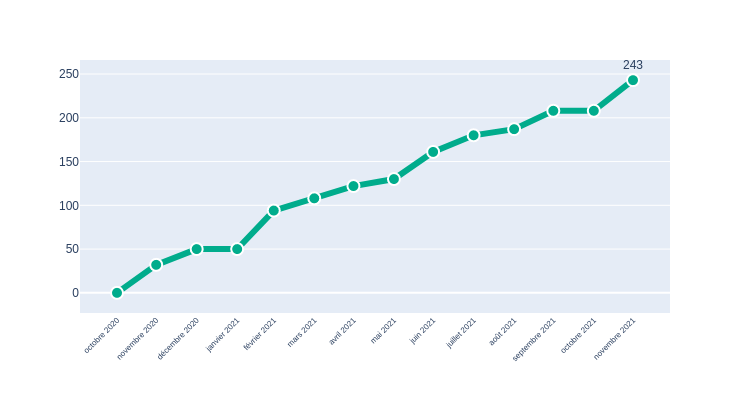 243
250
200
150
100
50
0
octobre 2020
novembre 2020
décembre 2020
janvier 2021
février 2021
mars 2021
avril 2021
mai 2021
juin 2021
juillet 2021
août 2021
septembre 2021
octobre 2021
novembre 2021